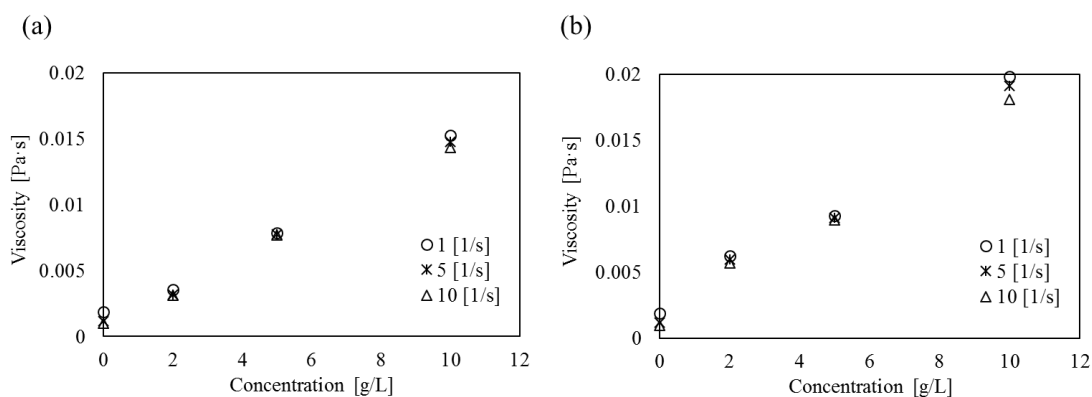 (a)
0.02
0.015
0.01
0.005
0
Viscosity [Pa·s]
1 [1/s]
5 [1/s]
10 [1/s]
0 2 4 6 8 10 12
Concentration [g/L]
(b)
0.02
0.015
0.01
0.005
0
Viscosity [Pa·s]
1 [1/s]
5 [1/s]
10 [1/s]
0 2 4 6 8 10 12
Concentration [g/L]